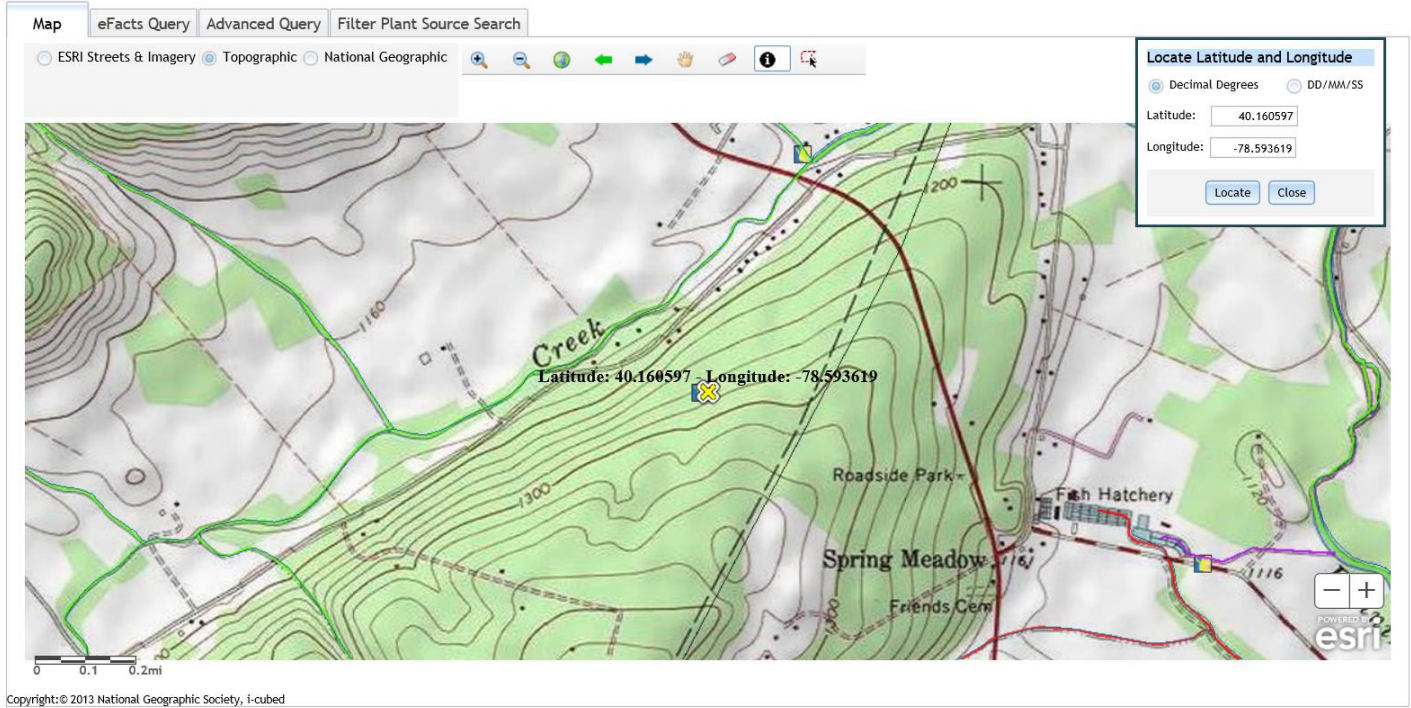 Map eFacts Query Advanced Query Filter Plant Source Search
ESRI Streets & Imagery Topographic National Geographic
Locate Latitude and Longitude
Decimal Degrees DD/MM/SS
Latitude: 40.160597
Longitude: -78.593619
Locate Close
1200
1160
Creek
Latitude: 40.160597 - Longitude: -78.593619
Roadside Park
1300
Fish Hatchery
1120
Spring Meadow
1161
1116
Friends Cem
POWERED BY
esri
0 0.1 0.2mi
Copyright:© 2013 National Geographic Society, i-cubed